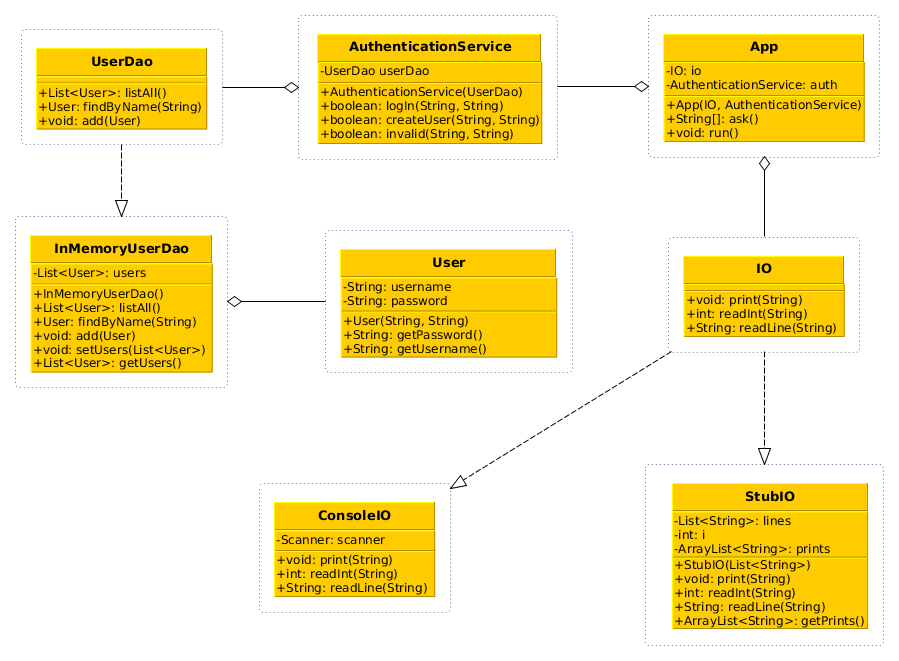 UserDao
+List<User>: listAll()
+User: findByName(String)
+void: add(User)
AuthenticationService
-UserDao userDao
+AuthenticationService(UserDao)
+boolean: logIn(String, String)
+boolean: createUser(String, String)
+boolean: invalid(String, String)
App
-IO: io
-AuthenticationService: auth
+App(IO, AuthenticationService)
+String[]: ask()
+void: run()
InMemoryUserDao
-List<User>: users
+InMemoryUserDao()
+List<User>: listAll()
+User: findByName(String)
+void: add(User)
+void: setUsers(List<User>)
+List<User>: getUsers()
User
-String: username
-String: password
+User(String, String)
+String: getPassword()
+String: getUsername()
IO
+void: print(String)
+int: readInt(String)
+String: readLine(String)
ConsoleIO
-Scanner: scanner
+void: print(String)
+int: readInt(String)
+String: readLine(String)
StubIO
-List<String>: lines
-int: i
-ArrayList<String>: prints
+StubIO(List<String>)
+void: print(String)
+int: readInt(String)
+String: readLine(String)
+ArrayList<String>: getPrints()